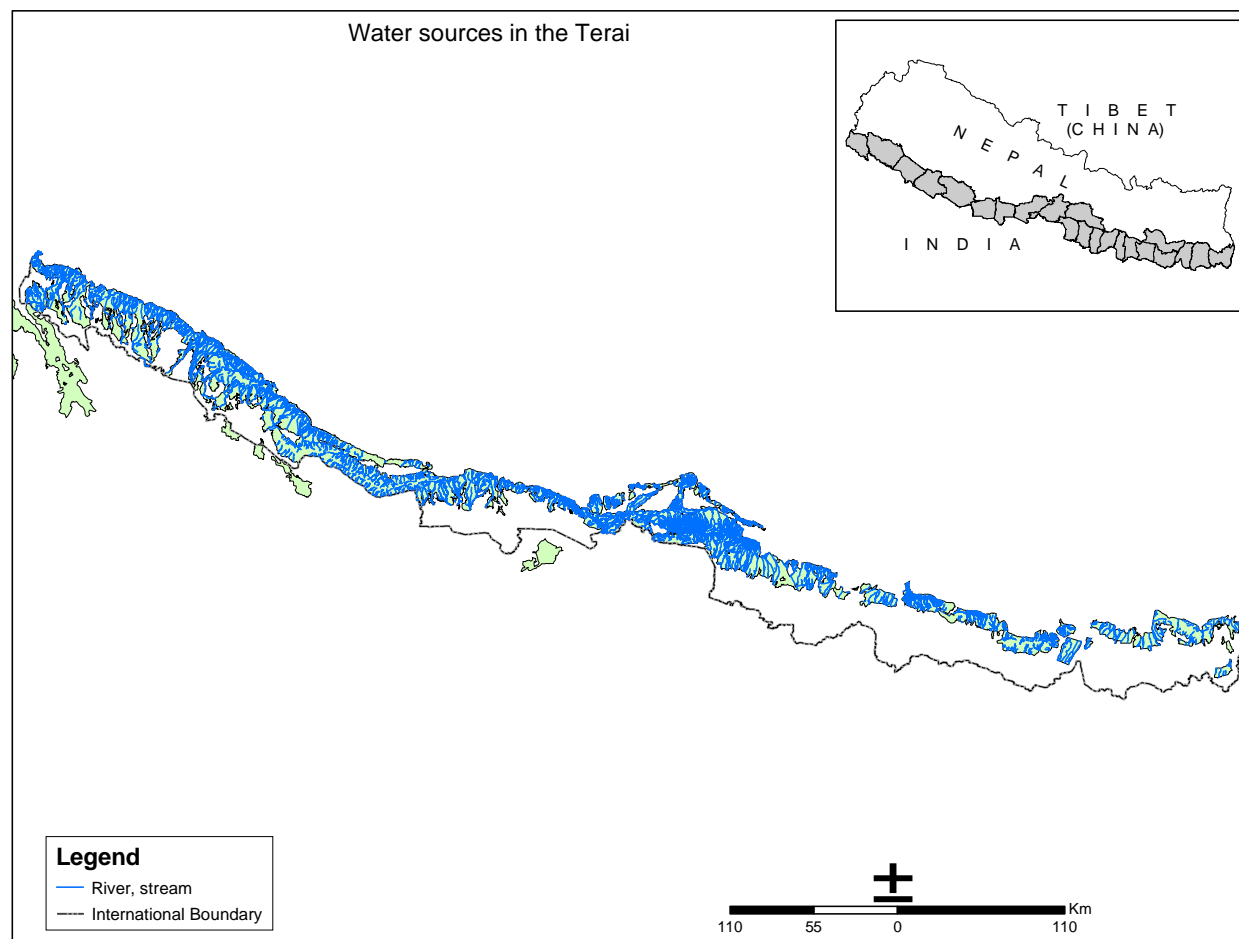 Water sources in the Terai
T I B E T
(C H I N A)
N E P A L
I N D I A
Legend
River, stream
International Boundary
Km
110 55 0 110